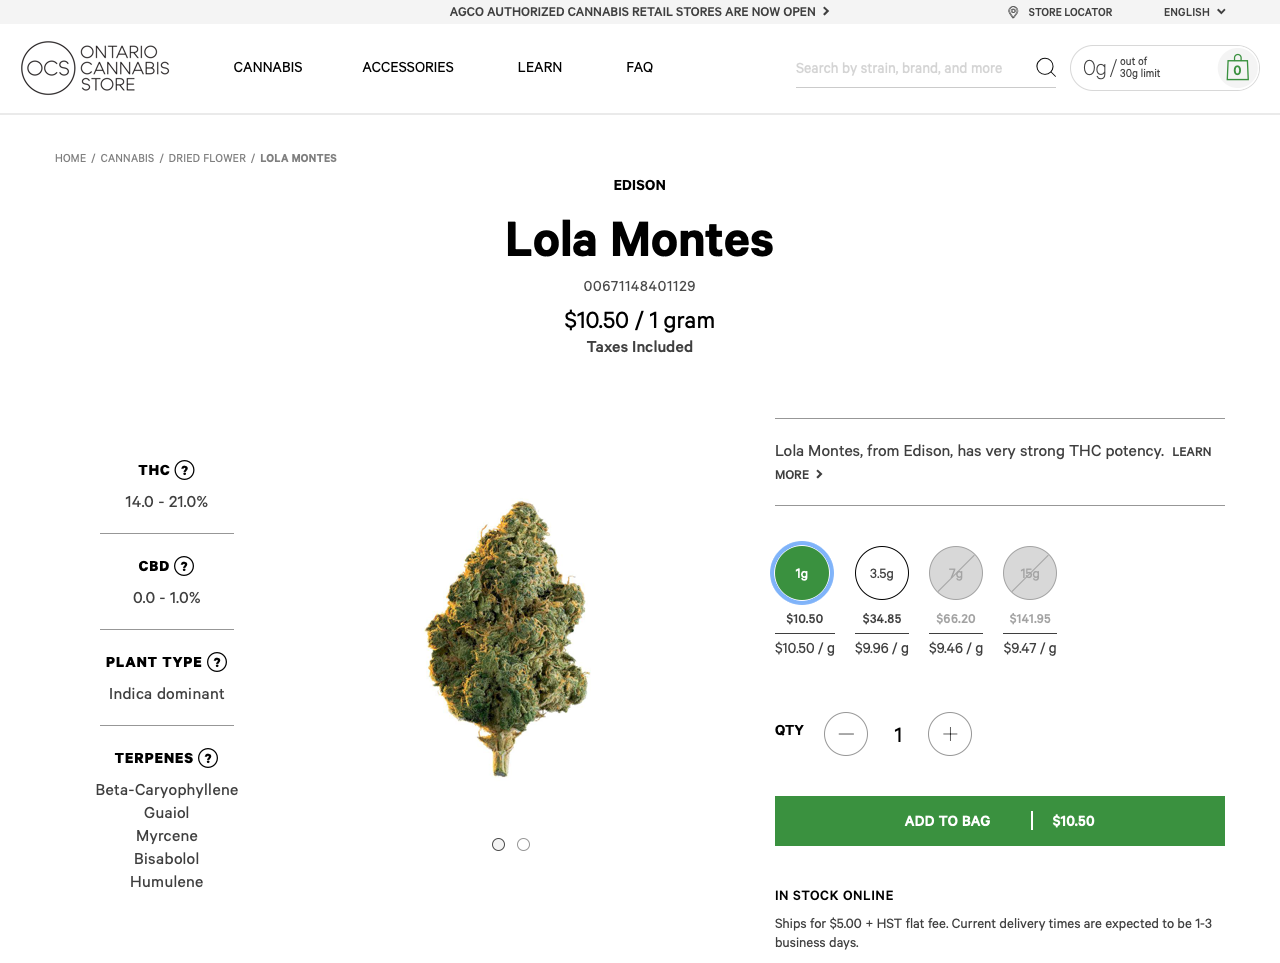 AGCO AUTHORIZED CANNABIS RETAIL STORES ARE NOW OPEN
STORE LOCATOR
ENGLISH
OCS
ONTARIO
CANNABIS
STORE
CANNABIS
ACCESSORIES
LEARN
FAQ
Search by strain, brand, and more
0g / out of
30g limit
0
HOME / CANNABIS / DRIED FLOWER / LOLA MONTES
EDISON
Lola Montes
00671148401129
$10.50 / 1 gram
Taxes Included
THC ?
14.0 - 21.0%
CBD ?
0.0 - 1.0%
PLANT TYPE ?
Indica dominant
TERPENES ?
Beta-Caryophyllene
Guaiol
Myrcene
Bisabolol
Humulene
Lola Montes, from Edison, has very strong THC potency. LEARN
MORE
1g 3.5g 7g 15g
$10.50 $34.85 $66.20 $141.95
$10.50 / g $9.96 / g $9.46 / g $9.47 / g
QTY 1
ADD TO BAG $10.50
IN STOCK ONLINE
Ships for $5.00 + HST flat fee. Current delivery times are expected to be 1-3
business days.